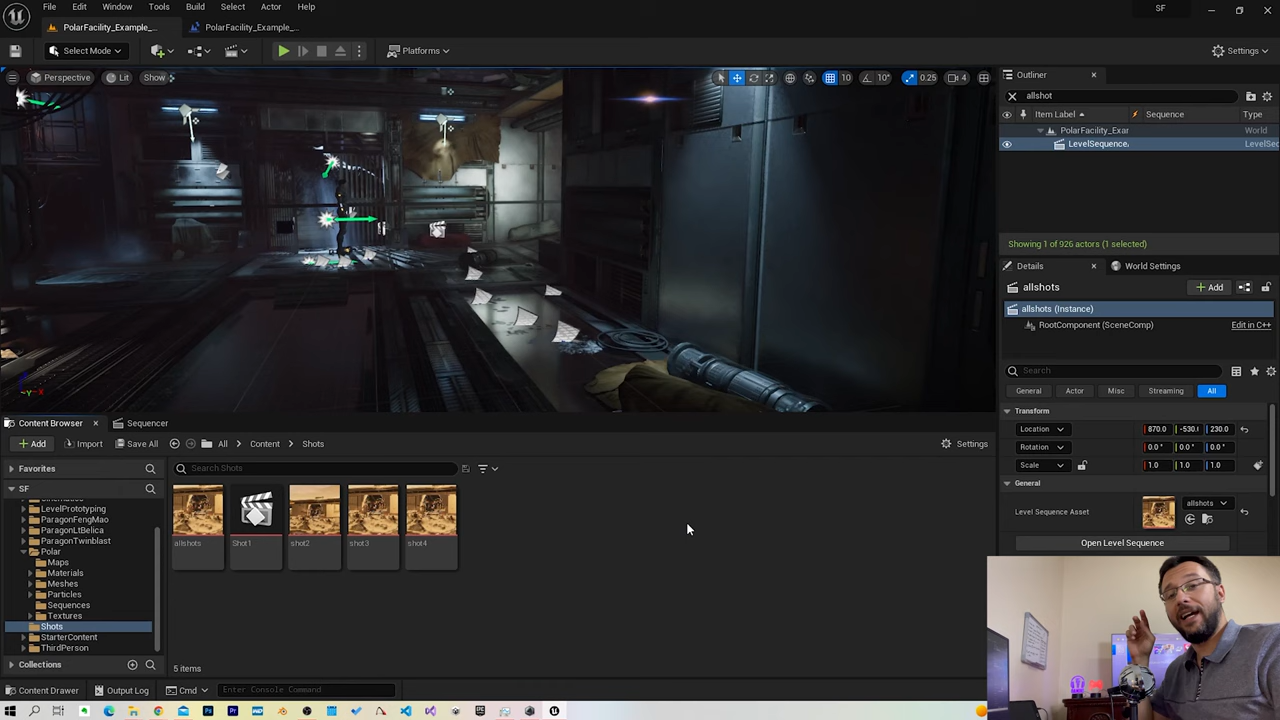 File Edit Window Tools Build Select Actor Help
SF
PolarFacility_Example_...
PolarFacility_Example_...
Select Mode
Platforms
Settings
Perspective
Lit
Show
10
10°
0.25
4
Outliner
allshot
Item Label
Sequence
Type
PolarFacility_Exar
World
LevelSequence
LevelSec
Showing 1 of 926 actors (1 selected)
Details
World Settings
allshots
Add
allshots (Instance)
RootComponent (SceneComp)
Edit in C++
Search
General
Actor
Misc
Streaming
All
Transform
Location
870.0
-530.0
230.0
Rotation
0.0°
0.0°
0.0°
Scale
1.0
1.0
1.0
General
Level Sequence Asset
allshots
Open Level Sequence
Content Browser
Sequencer
Add
Import
Save All
All
Content
Shots
Settings
Favorites
Search Shots
SF
LevelPrototyping
ParagonFengMao
ParagonLtBelica
ParagonTwinblast
Polar
Maps
Materials
Meshes
Particles
Sequences
Textures
Shots
StarterContent
ThirdPerson
Collections
allshots
Shot1
shot2
shot3
shot4
5 items
Content Drawer
Output Log
Cmd
Enter Console Command